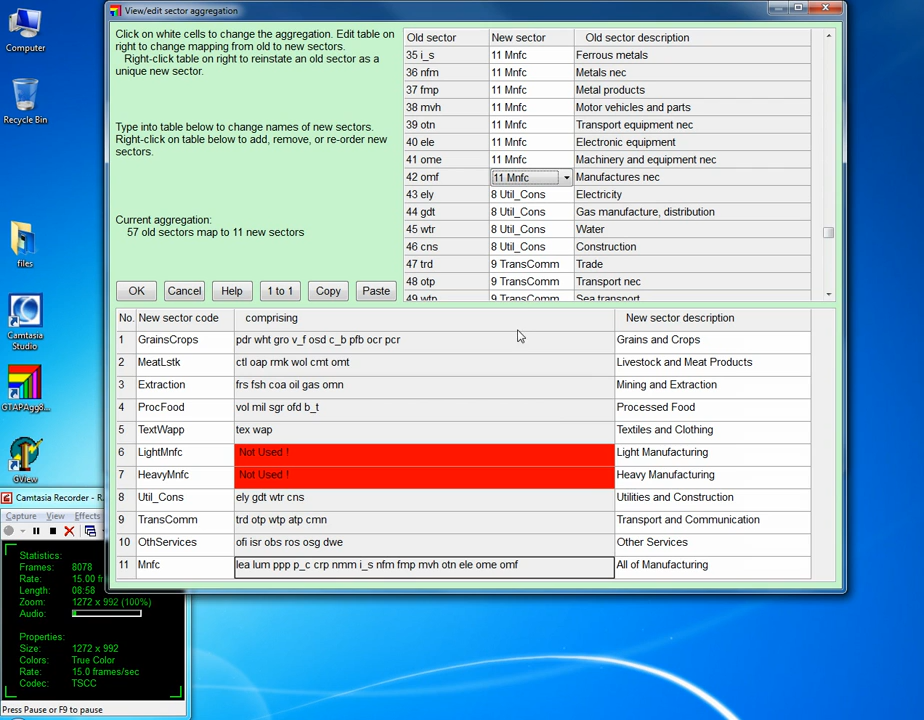 View/edit sector aggregation
Computer
Recycle Bin
files
Camtasia
Studio
GTAPAgg8...
GView
Click on white cells to change the aggregation. Edit table on
right to change mapping from old to new sectors.
Right-click table on right to reinstate an old sector as a
unique new sector.
Type into table below to change names of new sectors.
Right-click on table below to add, remove, or re-order new
sectors.
Current aggregation:
57 old sectors map to 11 new sectors
OK Cancel Help 1 to 1 Copy Paste
Old sector New sector Old sector description
35 i_s 11 Mnfc Ferrous metals
36 nfm 11 Mnfc Metals nec
37 fmp 11 Mnfc Metal products
38 mvh 11 Mnfc Motor vehicles and parts
39 otn 11 Mnfc Transport equipment nec
40 ele 11 Mnfc Electronic equipment
41 ome 11 Mnfc Machinery and equipment nec
42 omf 11 Mnfc Manufactures nec
43 ely 8 Util_Cons Electricity
44 gdt 8 Util_Cons Gas manufacture, distribution
45 wtr 8 Util_Cons Water
46 cns 8 Util_Cons Construction
47 trd 9 TransComm Trade
48 otp 9 TransComm Transport nec
49 wtp 9 TransComm Sea transport
No. New sector code comprising New sector description
1 GrainsCrops pdr wht gro v_f osd c_b pfb ocr pcr Grains and Crops
2 MeatLstk ctl oap rmk wol cmt omt Livestock and Meat Products
3 Extraction frs fsh coa oil gas omn Mining and Extraction
4 ProcFood vol mil sgr ofd b_t Processed Food
5 TextWapp tex wap Textiles and Clothing
6 LightMnfc Not Used ! Light Manufacturing
7 HeavyMnfc Not Used ! Heavy Manufacturing
8 Util_Cons ely gdt wtr cns Utilities and Construction
9 TransComm trd otp wtp atp cmn Transport and Communication
10 OthServices ofi isr obs ros osg dwe Other Services
11 Mnfc lea lum ppp p_c crp nmm i_s nfm fmp mvh otn ele ome omf All of Manufacturing
Camtasia Recorder - R
Capture View Effects
Statistics:
Frames: 8078
Rate: 15.00 fr
Length: 08:58
Zoom: 1272 x 992 (100%)
Audio:
Properties:
Size: 1272 x 992
Colors: True Color
Rate: 15.0 frames/sec
Codec: TSCC
Press Pause or F9 to pause